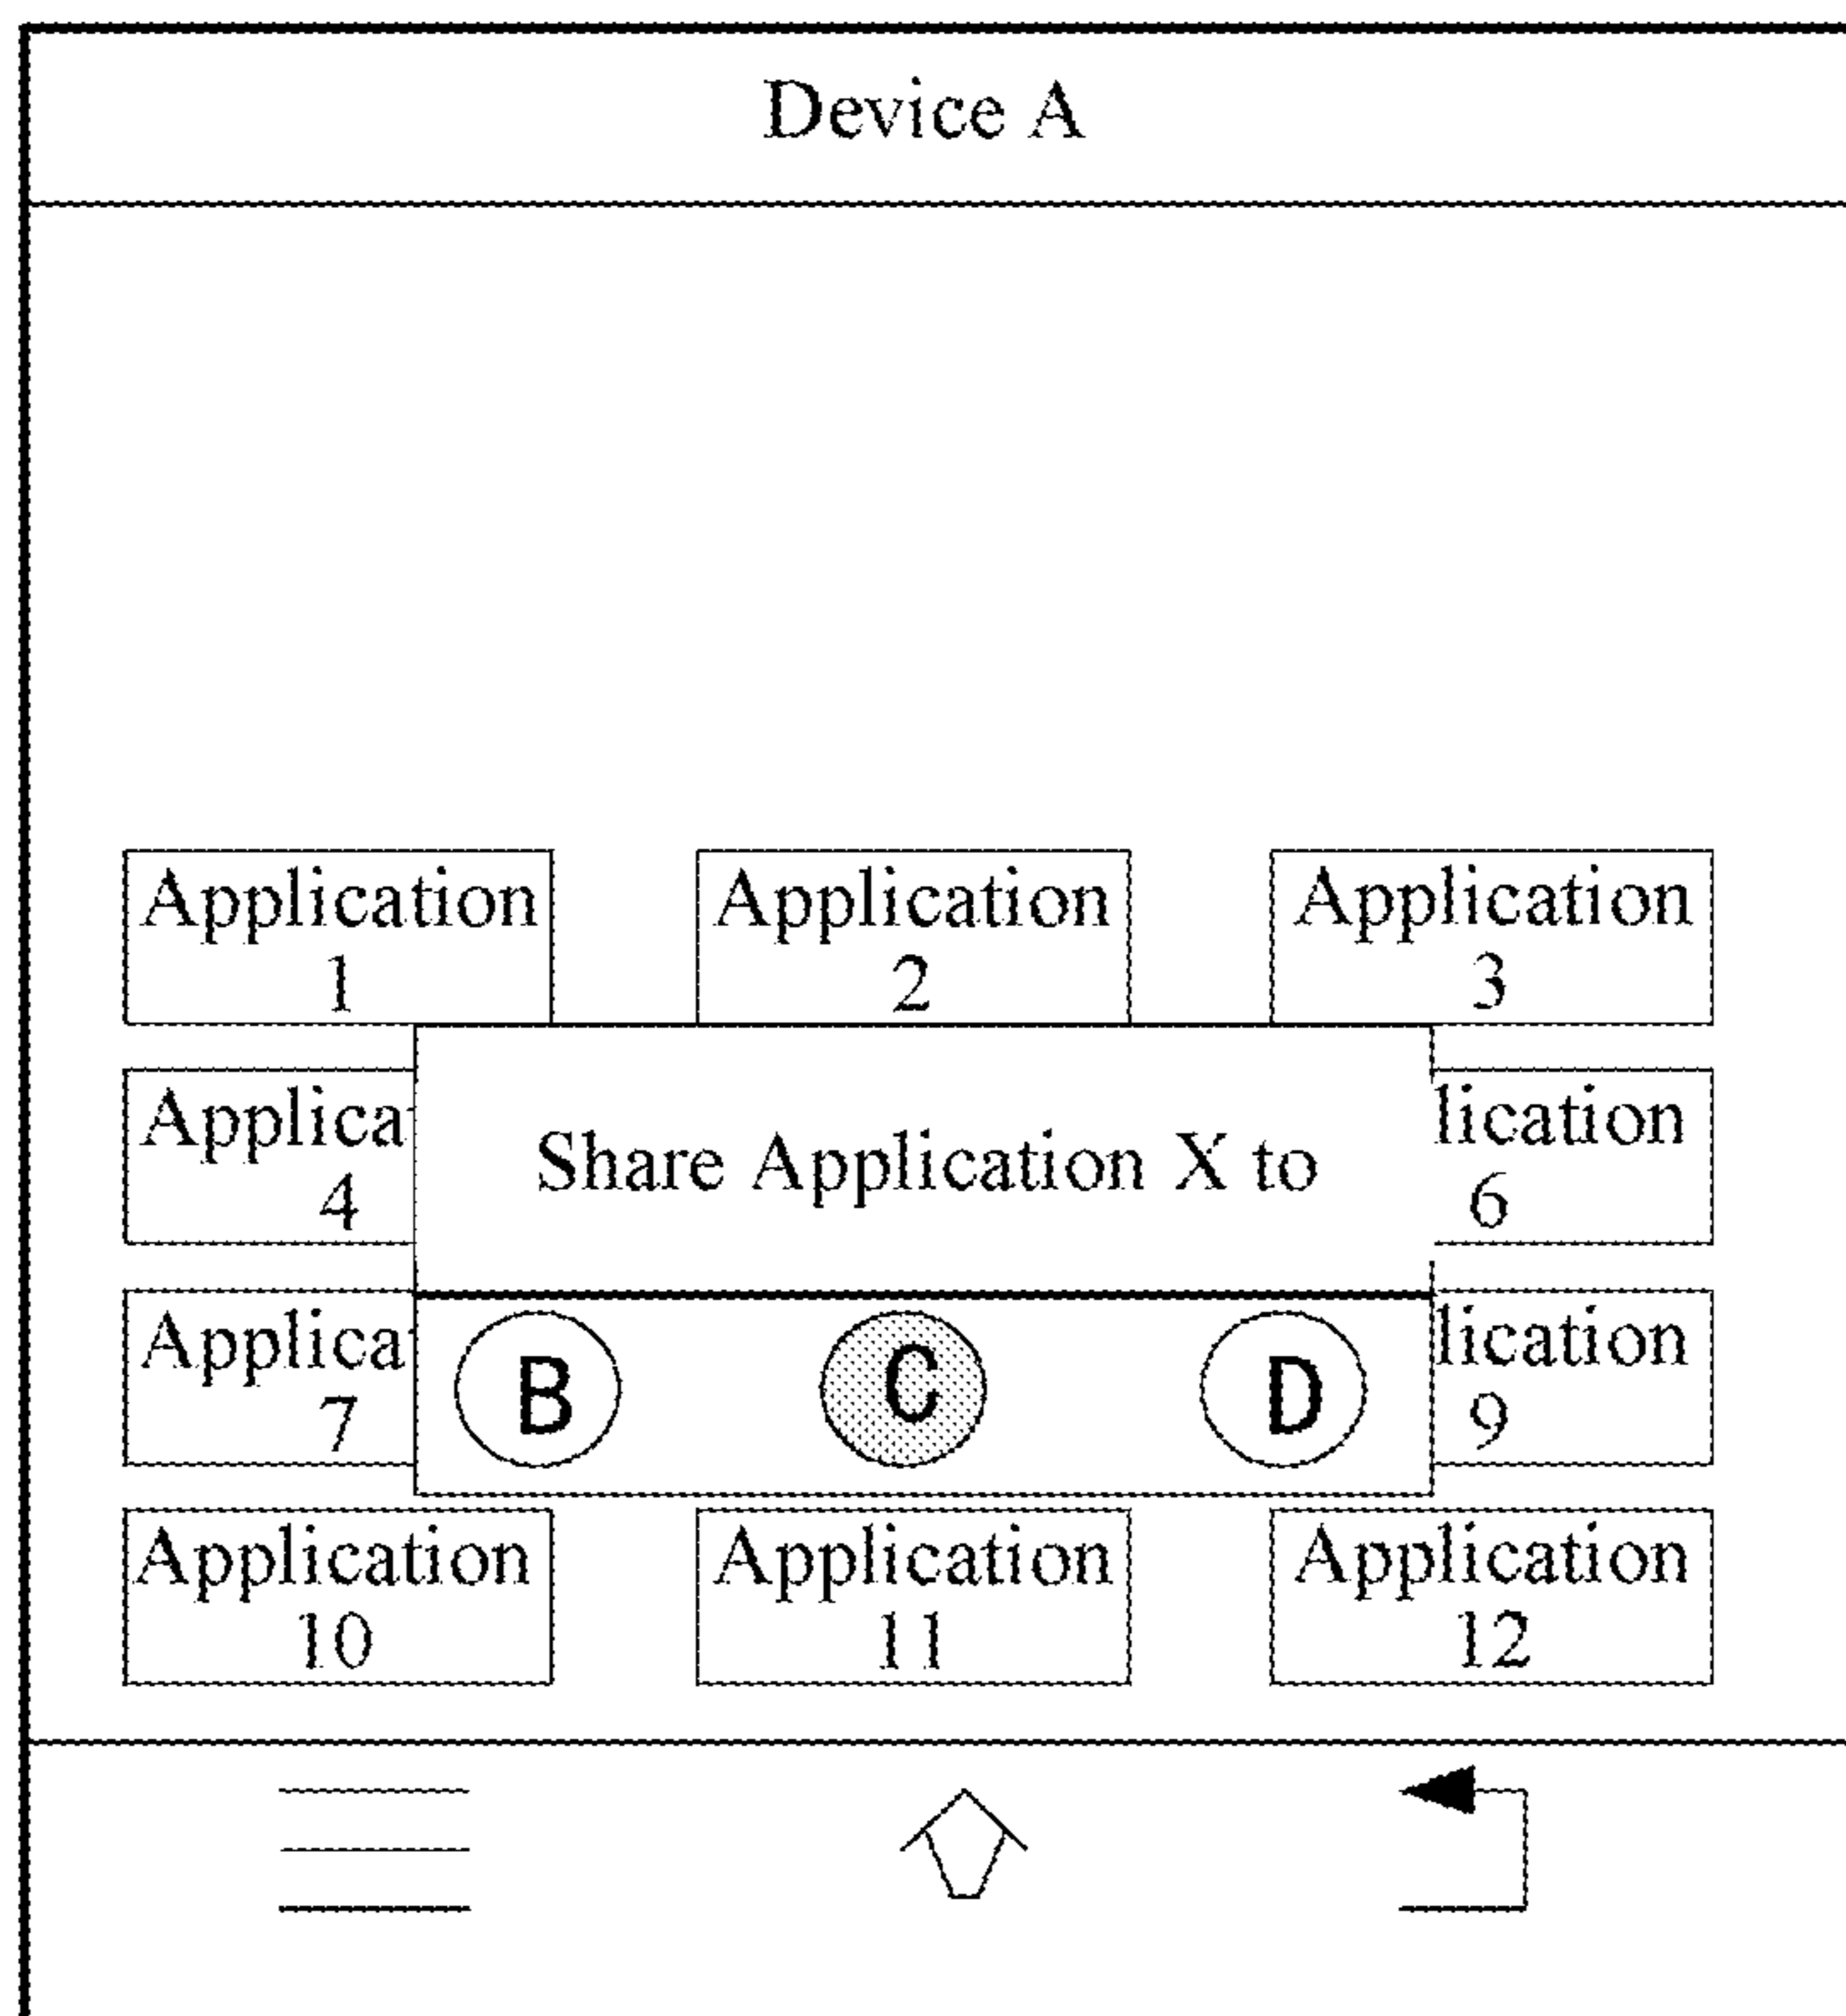 Device A
Application
1
Application
2
Application
3
Applica
4
Share Application X to
lication
6
Applica
7
B
C
D
lication
9
Application
10
Application
11
Application
12